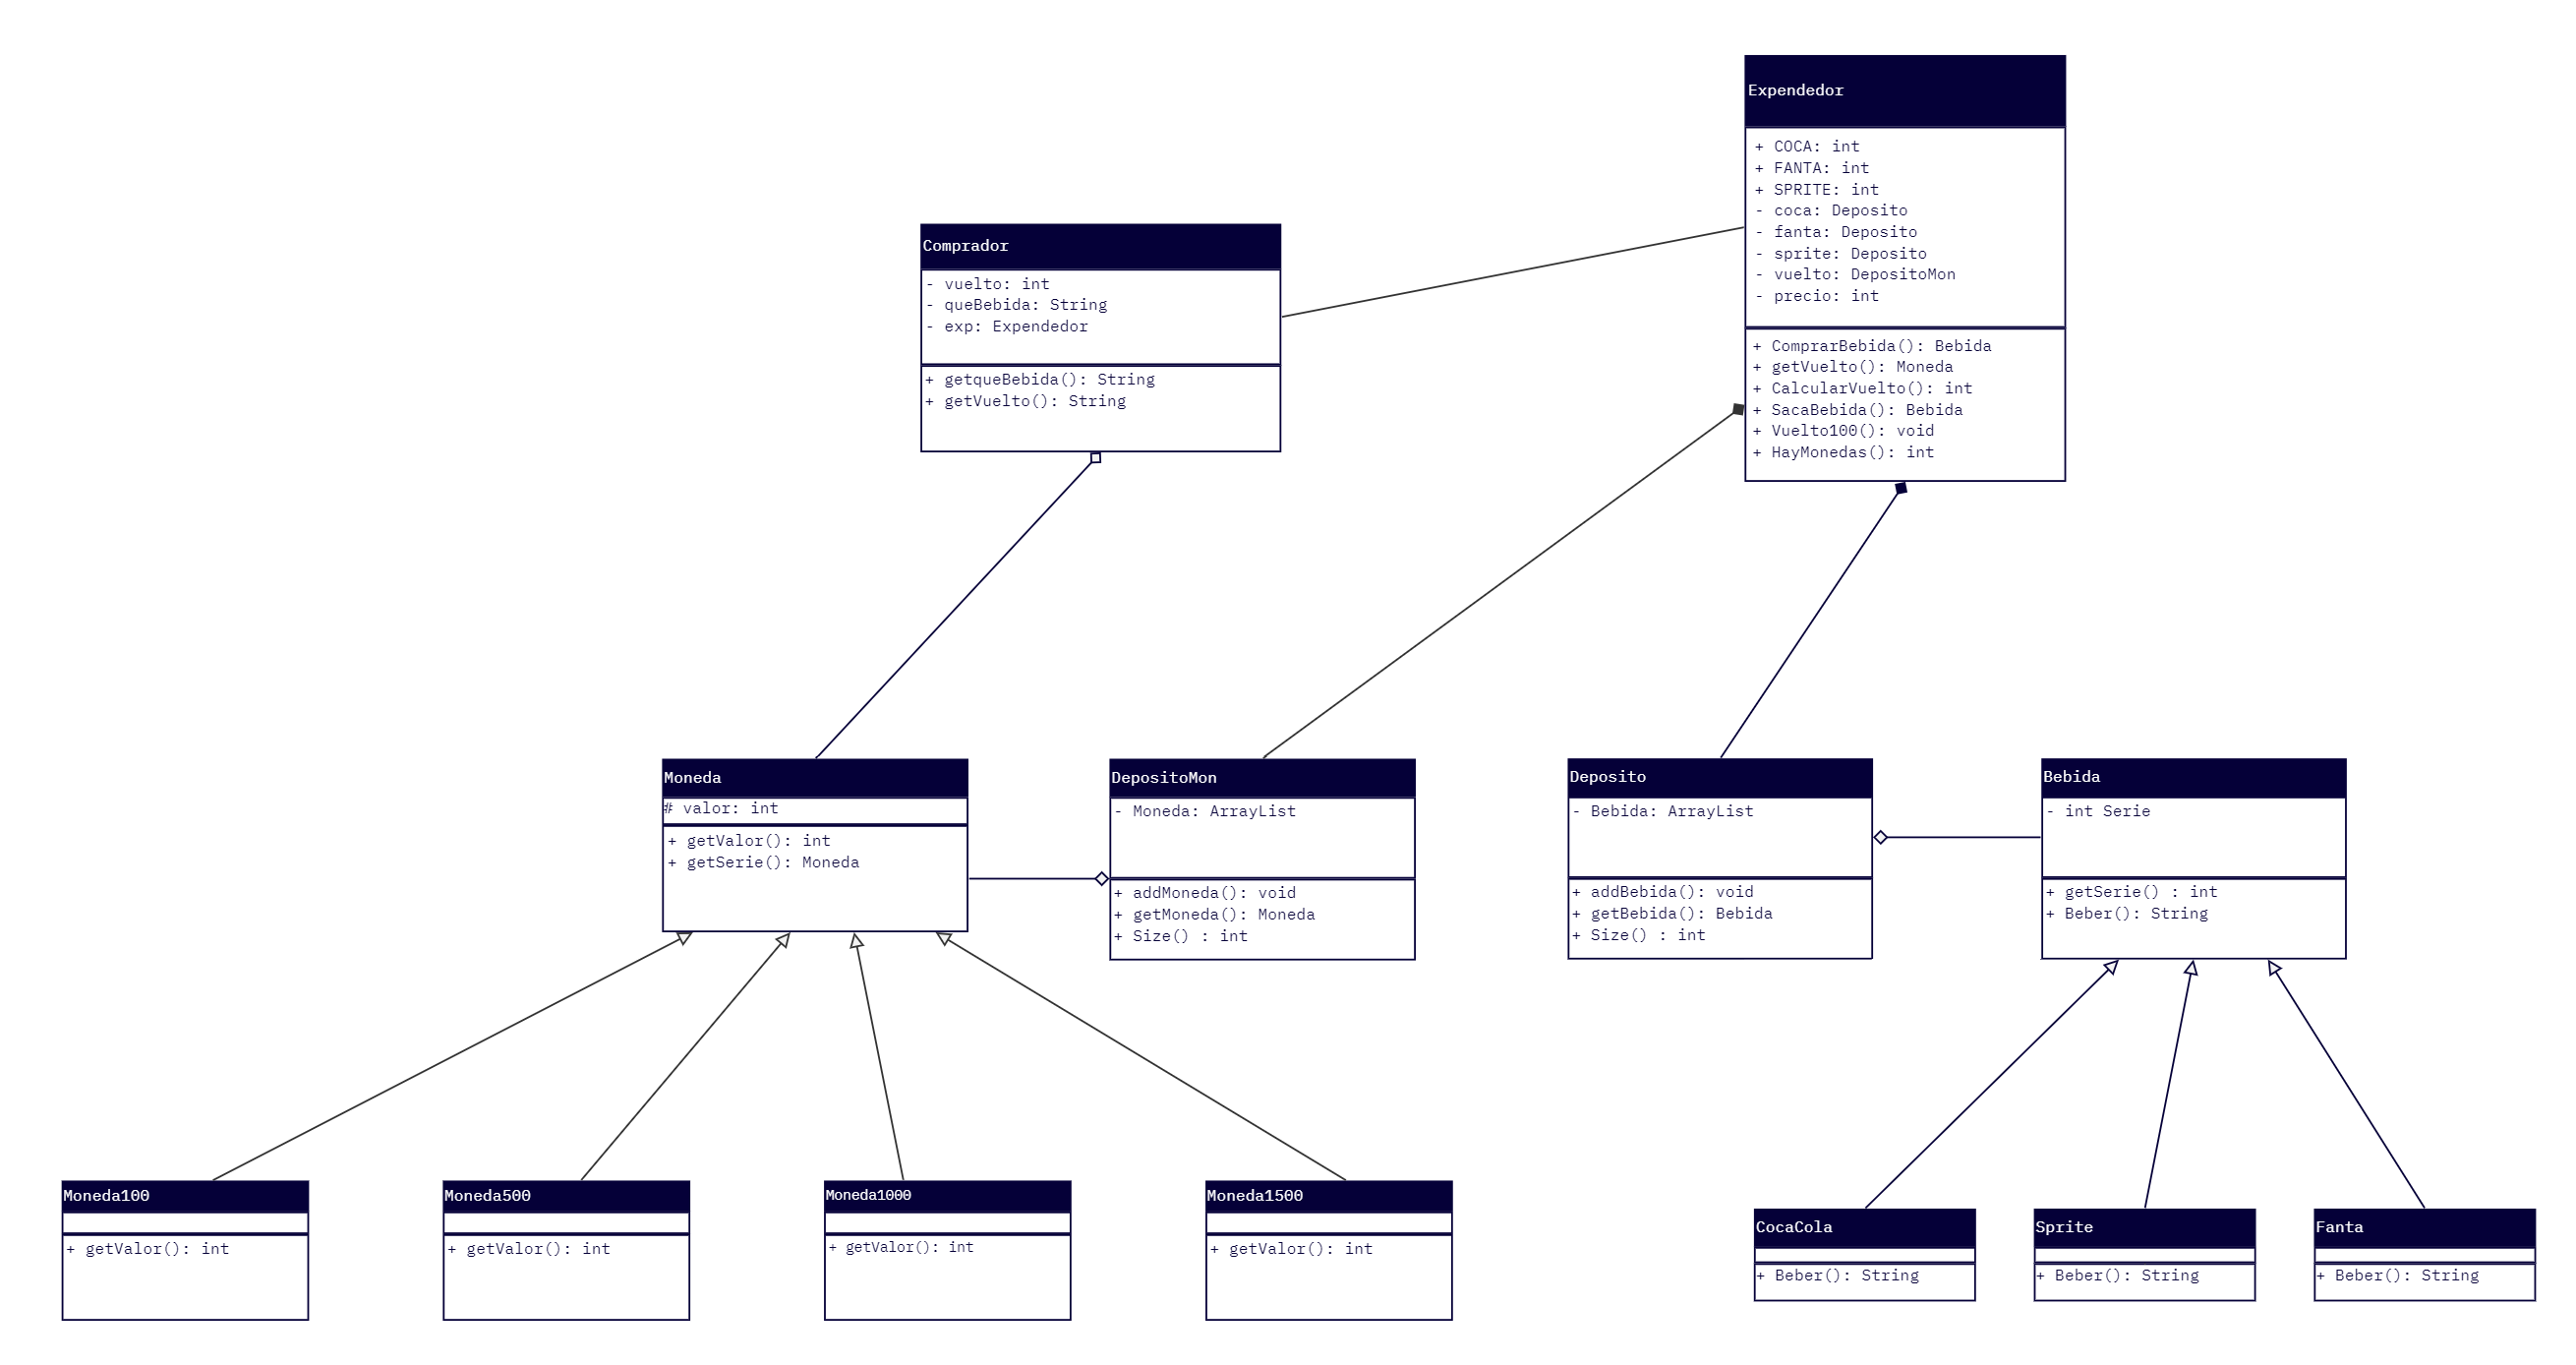 Expendedor
+ COCA: int
+ FANTA: int
+ SPRITE: int
- coca: Deposito
- fanta: Deposito
- sprite: Deposito
- vuelto: DepositoMon
- precio: int
+ ComprarBebida(): Bebida
+ getVuelto(): Moneda
+ CalcularVuelto(): int
+ SacaBebida(): Bebida
+ Vuelto100(): void
+ HayMonedas(): int
Comprador
- vuelto: int
- queBebida: String
- exp: Expendedor
+ getqueBebida(): String
+ getVuelto(): String
Moneda
# valor: int
+ getValor(): int
+ getSerie(): Moneda
DepositoMon
- Moneda: ArrayList
+ addMoneda(): void
+ getMoneda(): Moneda
+ Size() : int
Deposito
- Bebida: ArrayList
+ addBebida(): void
+ getBebida(): Bebida
+ Size() : int
Bebida
- int Serie
+ getSerie() : int
+ Beber(): String
Moneda100
+ getValor(): int
Moneda500
+ getValor(): int
Moneda1000
+ getValor(): int
Moneda1500
+ getValor(): int
CocaCola
+ Beber(): String
Sprite
+ Beber(): String
Fanta
+ Beber(): String